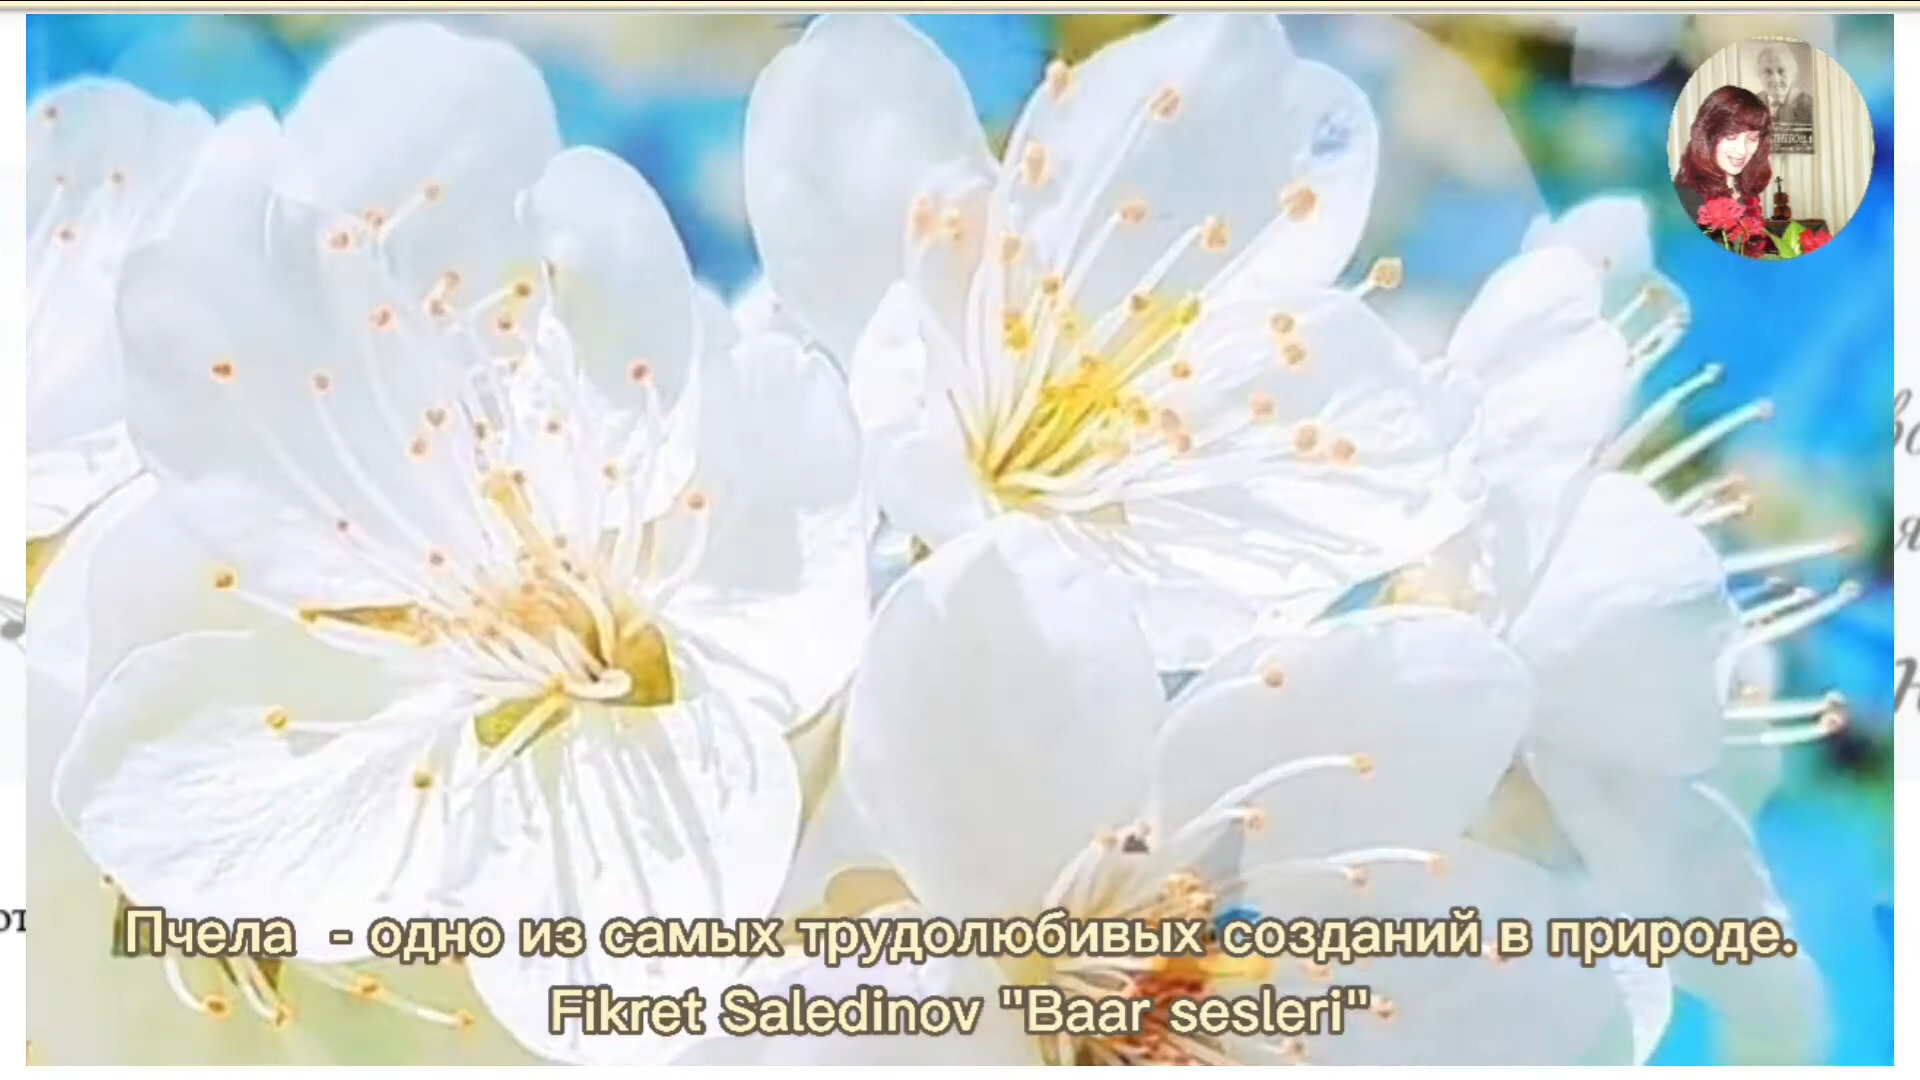 Пчела - одно из самых трудолюбивых созданий в природе.
Fikret Saledinov "Baar sesleri"